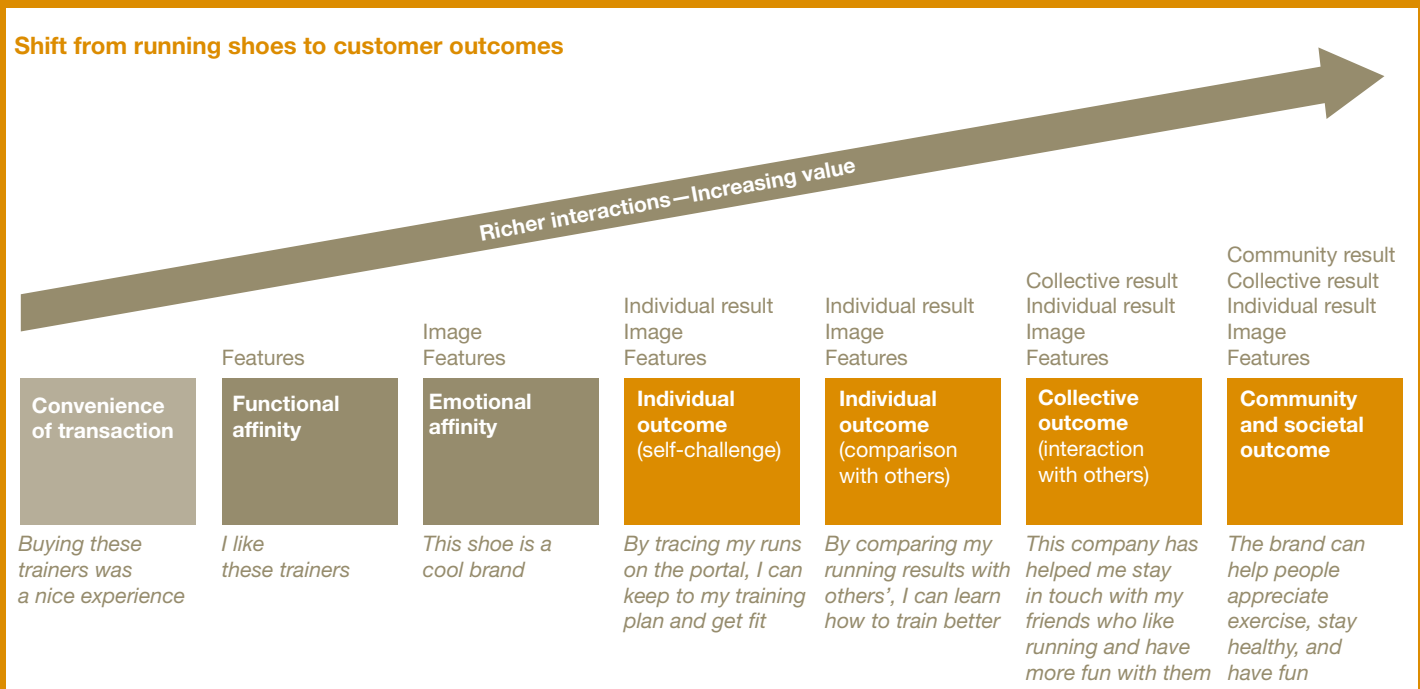 Shift from running shoes to customer outcomes
Richer interactions—Increasing value
Features
Image
Features
Individual result
Image
Features
Individual result
Image
Features
Collective result
Individual result
Image
Features
Community result
Collective result
Individual result
Image
Features
Convenience
of transaction
Functional
affinity
Emotional
affinity
Individual
outcome
(self-challenge)
Individual
outcome
(comparison
with others)
Collective
outcome
(interaction
with others)
Community
and societal
outcome
Buying these
trainers was
a nice experience
I like
these trainers
This shoe is a
cool brand
By tracing my runs
on the portal, I can
keep to my training
plan and get fit
By comparing my
running results with
others’, I can learn
how to train better
This company has
helped me stay
in touch with my
friends who like
running and have
more fun with them
The brand can
help people
appreciate
exercise, stay
healthy, and
have fun